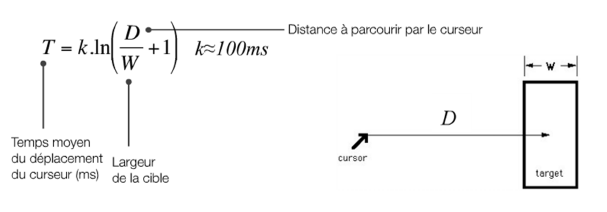 Distance à parcourir par le curseur
T = k.ln(D/W + 1) k≈100ms
Temps moyen
du déplacement
du curseur (ms)
Largeur
de la cible
W
D
cursor
target